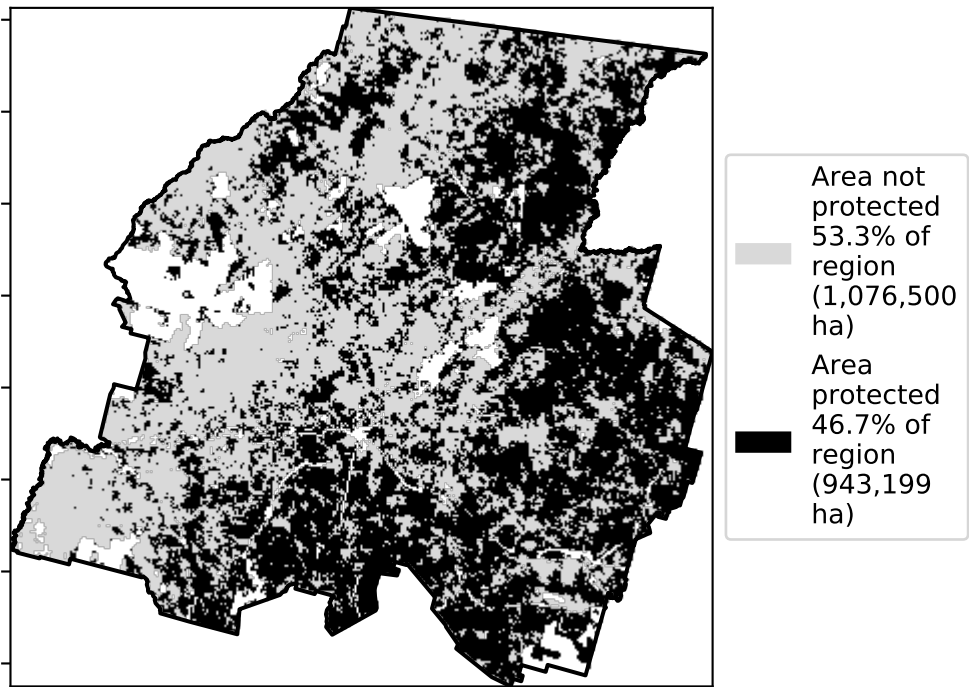 Area not
protected
53.3% of
region
(1,076,500
ha)
Area
protected
46.7% of
region
(943,199
ha)